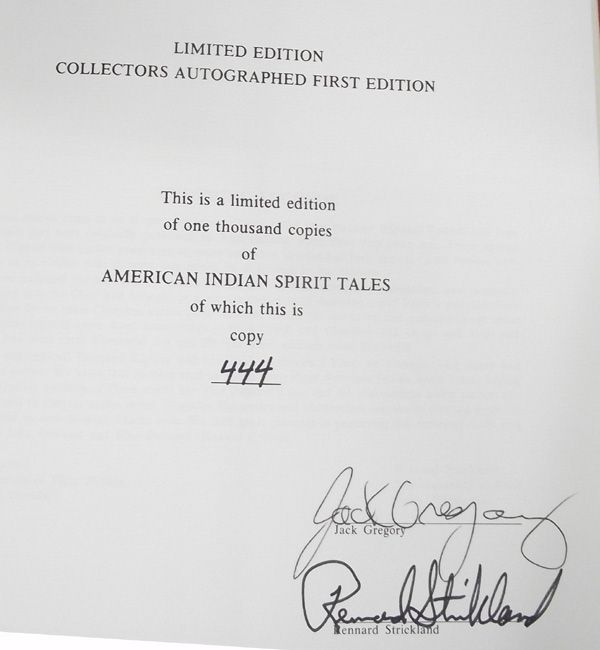 LIMITED EDITION
COLLECTORS AUTOGRAPHED FIRST EDITION
This is a limited edition
of one thousand copies
of
AMERICAN INDIAN SPIRIT TALES
of which this is
copy
444
Jack Gregory
Jack Gregory
Rennard Strickland
Rennard Strickland